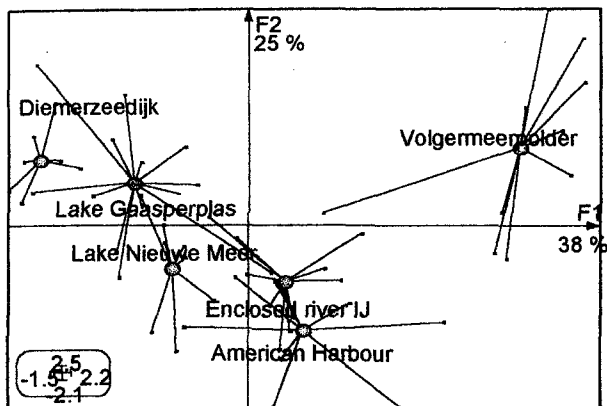 F2
25 %
Diemerzeedijk
Volgermeerpolder
Lake Gaasperplas
F1
38 %
Lake Nieuwe Meer
Enclosed river IJ
American Harbour
2.5
-1.5 2.2
-2.1